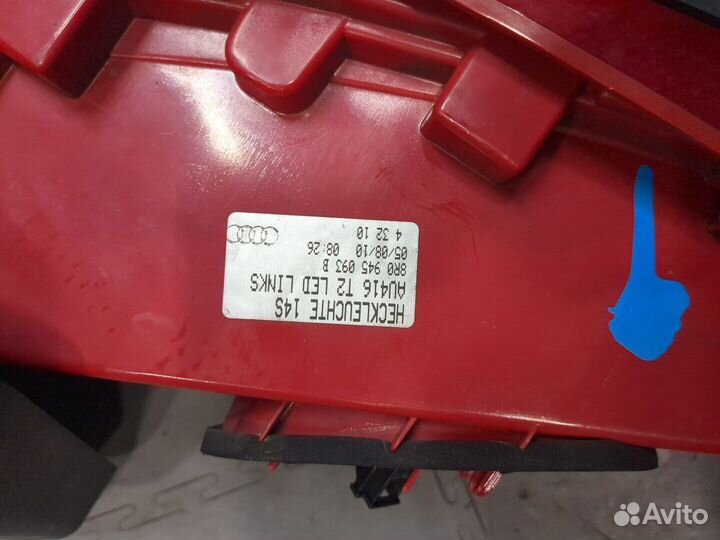 HECKLEUCHTE 14S
AU416 T2 LED LINKS
8R0 945 093 B
05/08/10 08:26
4 32 10
Avito